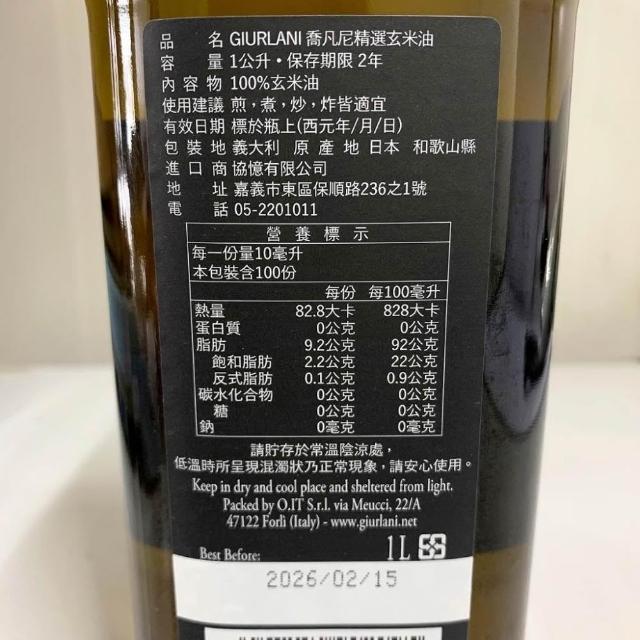 品名 GIURLANI 喬凡尼精選玄米油
容量 1公升・保存期限 2年
內容物 100%玄米油
使用建議 煎,煮,炒,炸皆適宜
有效日期 標於瓶上(西元年/月/日)
包裝地 義大利 原產地 日本 和歌山縣
進口商 協憶有限公司
地址 嘉義市東區保順路236之1號
電話 05-2201011
營養標示
每一份量10毫升
本包裝含100份
每份 每100毫升
熱量 82.8大卡 828大卡
蛋白質 0公克 0公克
脂肪 9.2公克 92公克
飽和脂肪 2.2公克 22公克
反式脂肪 0.1公克 0.9公克
碳水化合物 0公克 0公克
糖 0公克 0公克
鈉 0毫克 0毫克
請貯存於常溫陰涼處,
低溫時所呈現混濁狀乃正常現象,請安心使用。
Keep in dry and cool place and sheltered from light.
Packed by O.IT S.r.l. via Meucci, 22/A
47122 Forlì (Italy) - www.giurlani.net
Best Before: 1L
2026/02/15